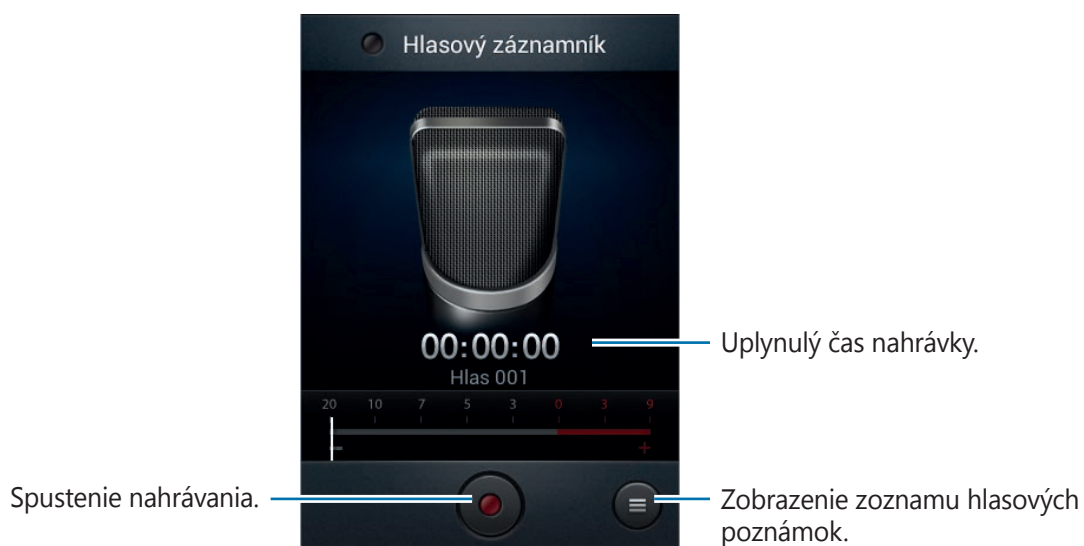 Hlasový záznamník
00:00:00
Uplynulý čas nahrávky.
Hlas 001
20 10 7 5 3 0 3 9
− +
Spustenie nahrávania.
Zobrazenie zoznamu hlasových
poznámok.